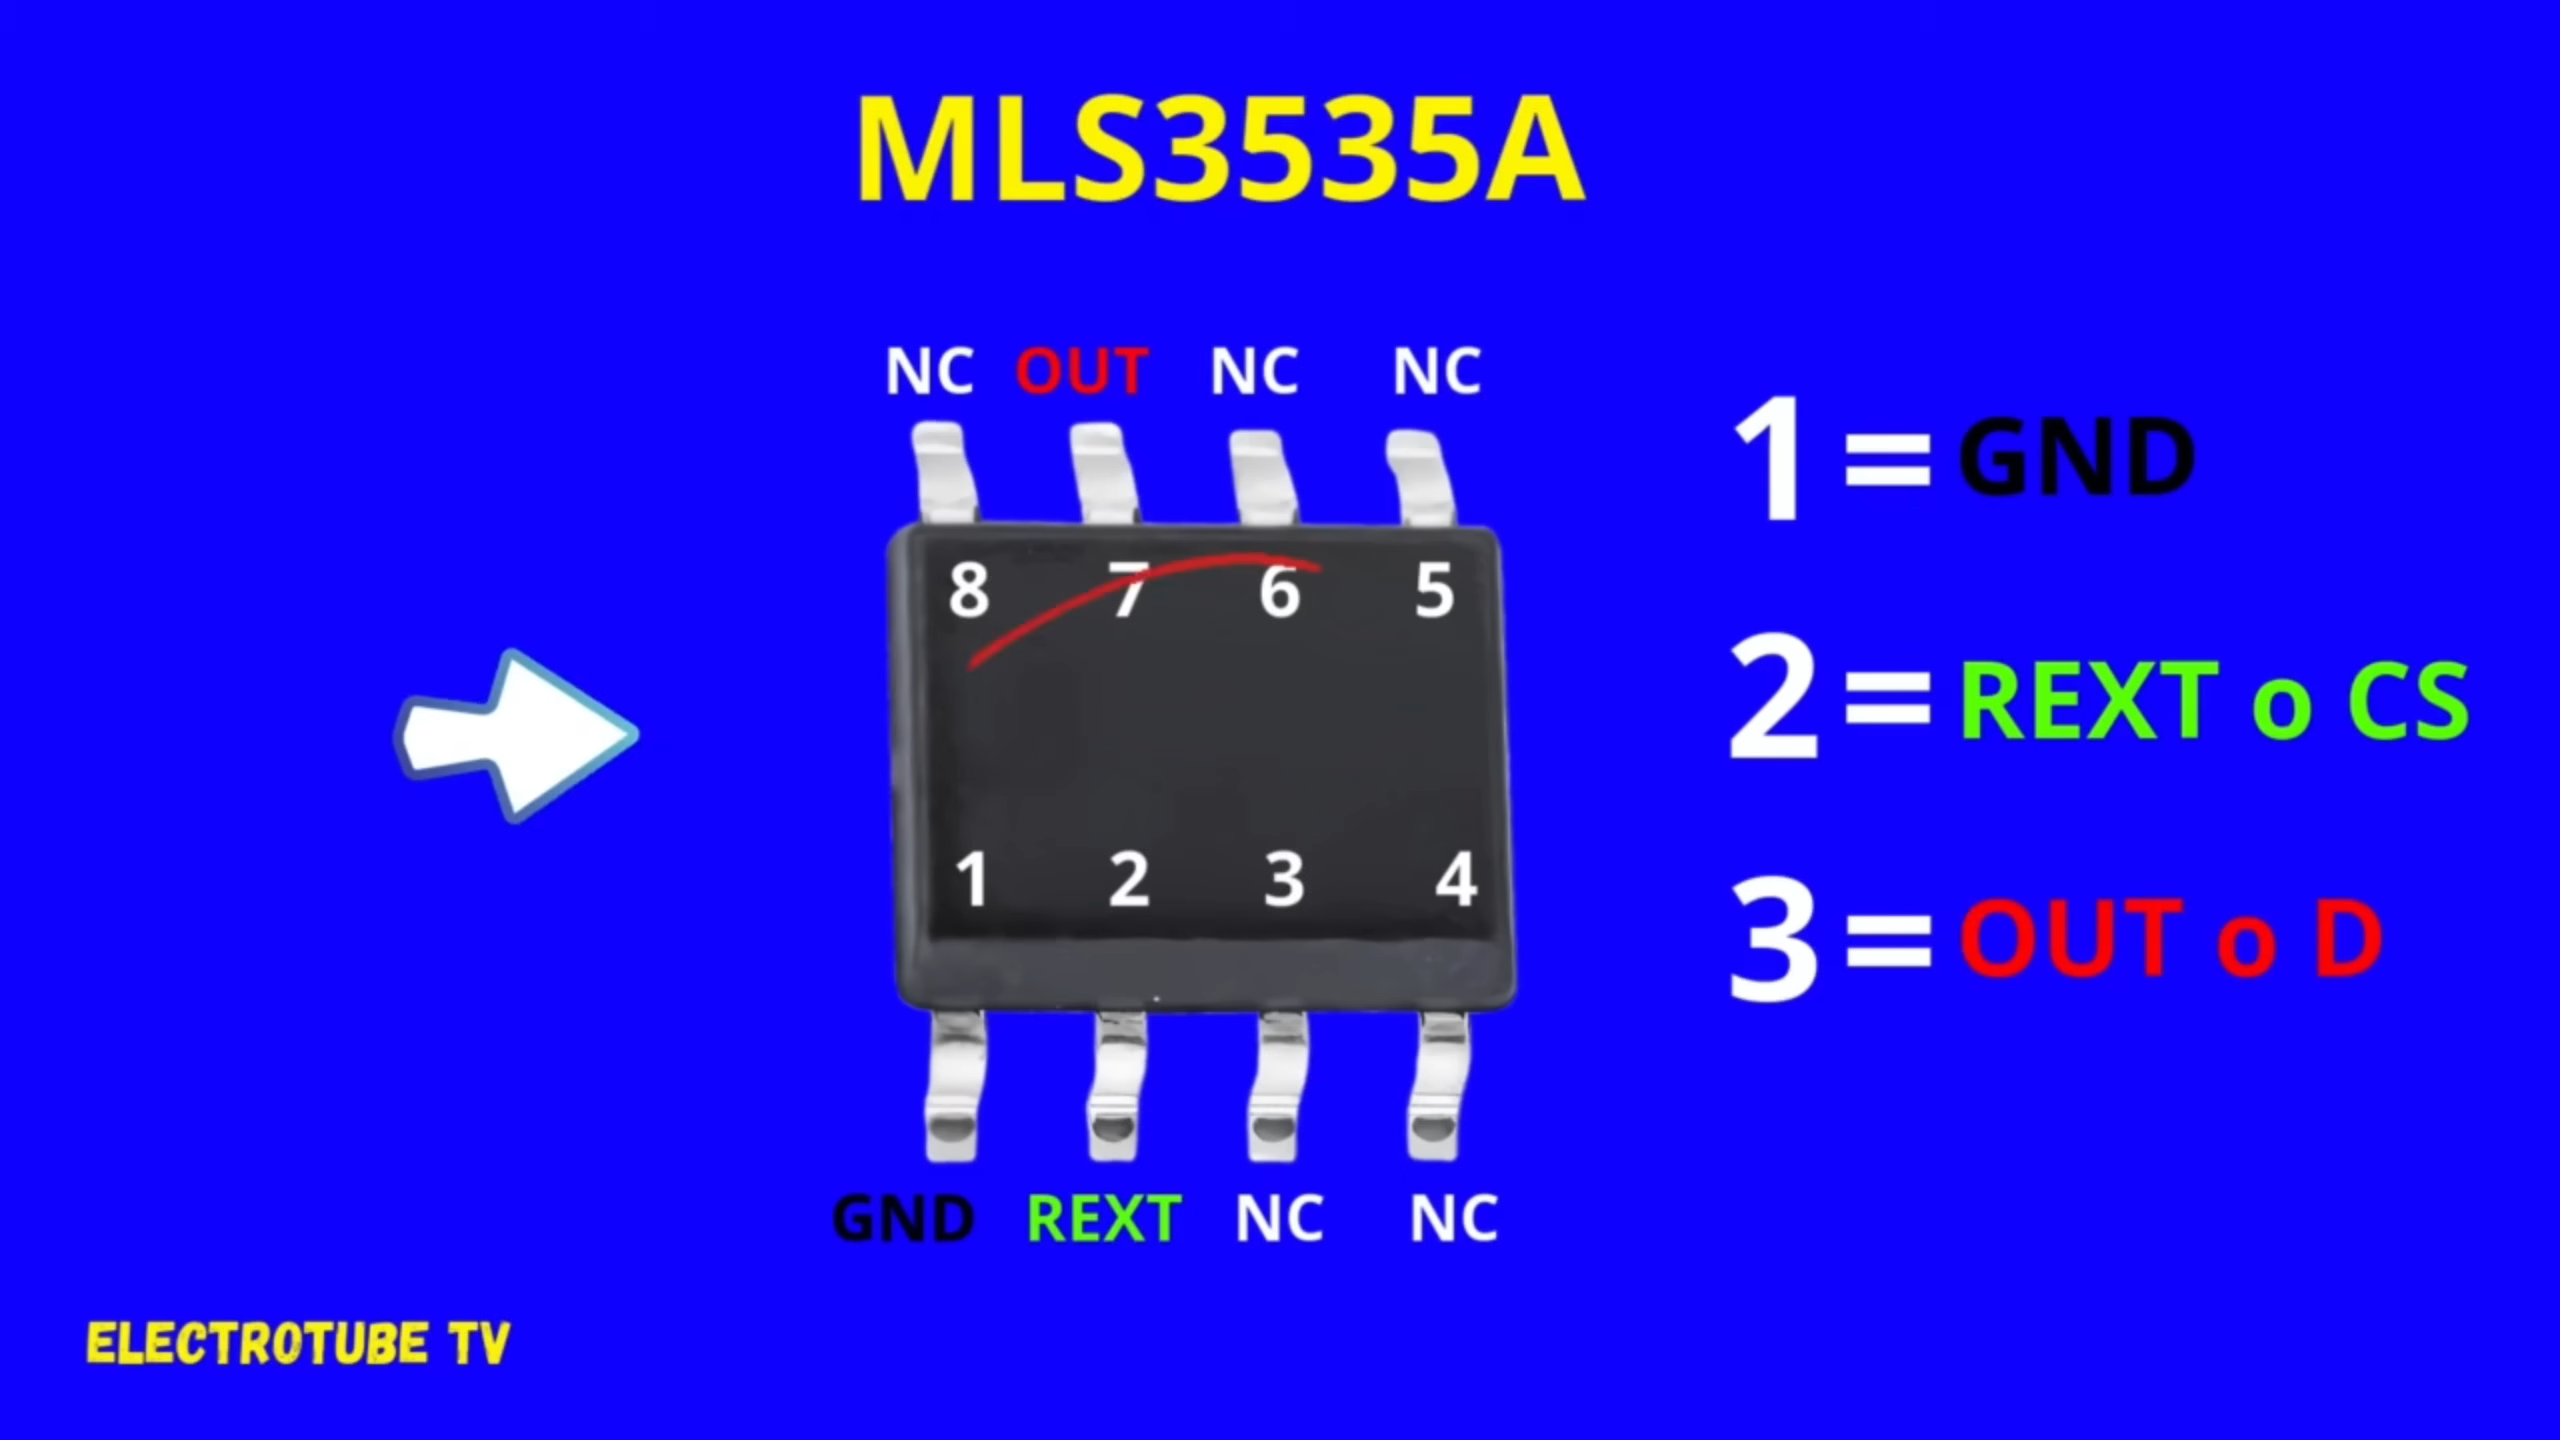 MLS3535A
NC OUT NC NC
8 7 6 5
1 2 3 4
GND REXT NC NC
1 = GND
2 = REXT o CS
3 = OUT o D
ELECTROTUBE TV